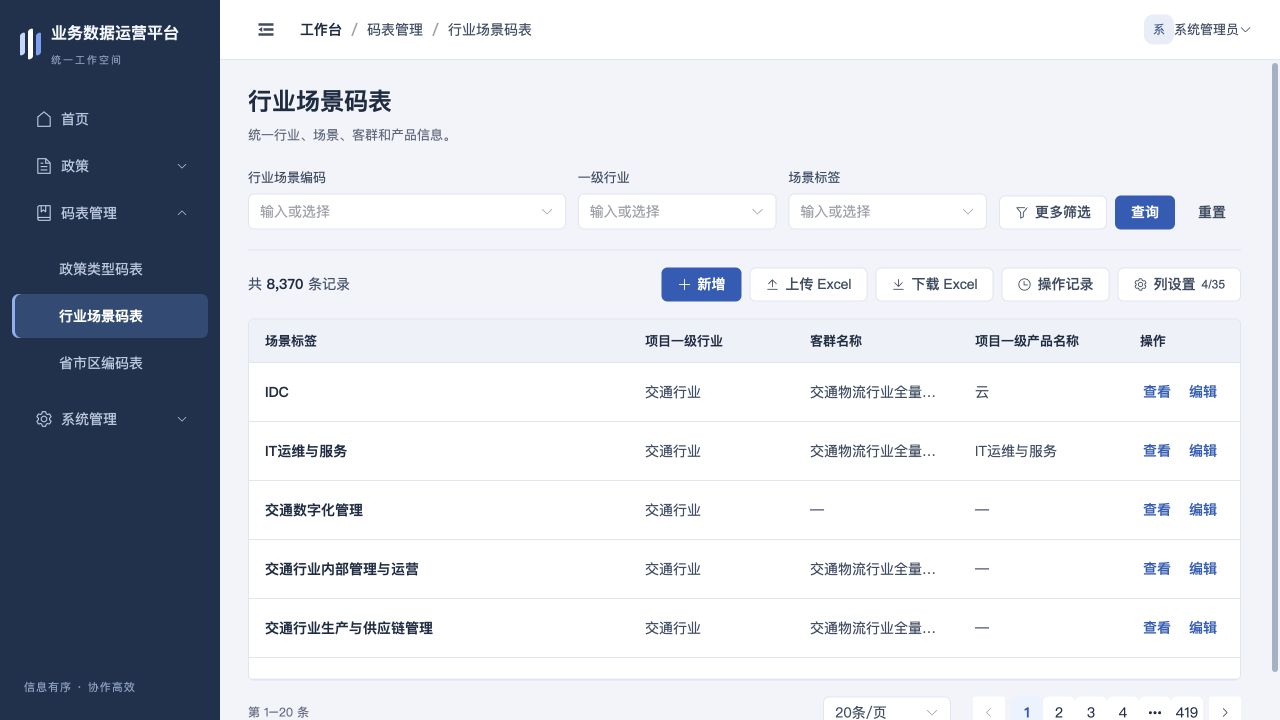 业务数据运营平台
统一工作空间
首页
政策
码表管理
政策类型码表
行业场景码表
省市区编码表
系统管理
信息有序 · 协作高效
工作台 / 码表管理 / 行业场景码表
系 系统管理员
行业场景码表
统一行业、场景、客群和产品信息。
行业场景编码 一级行业 场景标签
输入或选择 输入或选择 输入或选择 更多筛选 查询 重置
共 8,370 条记录 新增 上传 Excel 下载 Excel 操作记录 列设置 4/35
场景标签 项目一级行业 客群名称 项目一级产品名称 操作
IDC 交通行业 交通物流行业全量... 云 查看 编辑
IT运维与服务 交通行业 交通物流行业全量... IT运维与服务 查看 编辑
交通数字化管理 交通行业 — — 查看 编辑
交通行业内部管理与运营 交通行业 交通物流行业全量... — 查看 编辑
交通行业生产与供应链管理 交通行业 交通物流行业全量... — 查看 编辑
第 1–20 条 20条/页 1 2 3 4 ••• 419